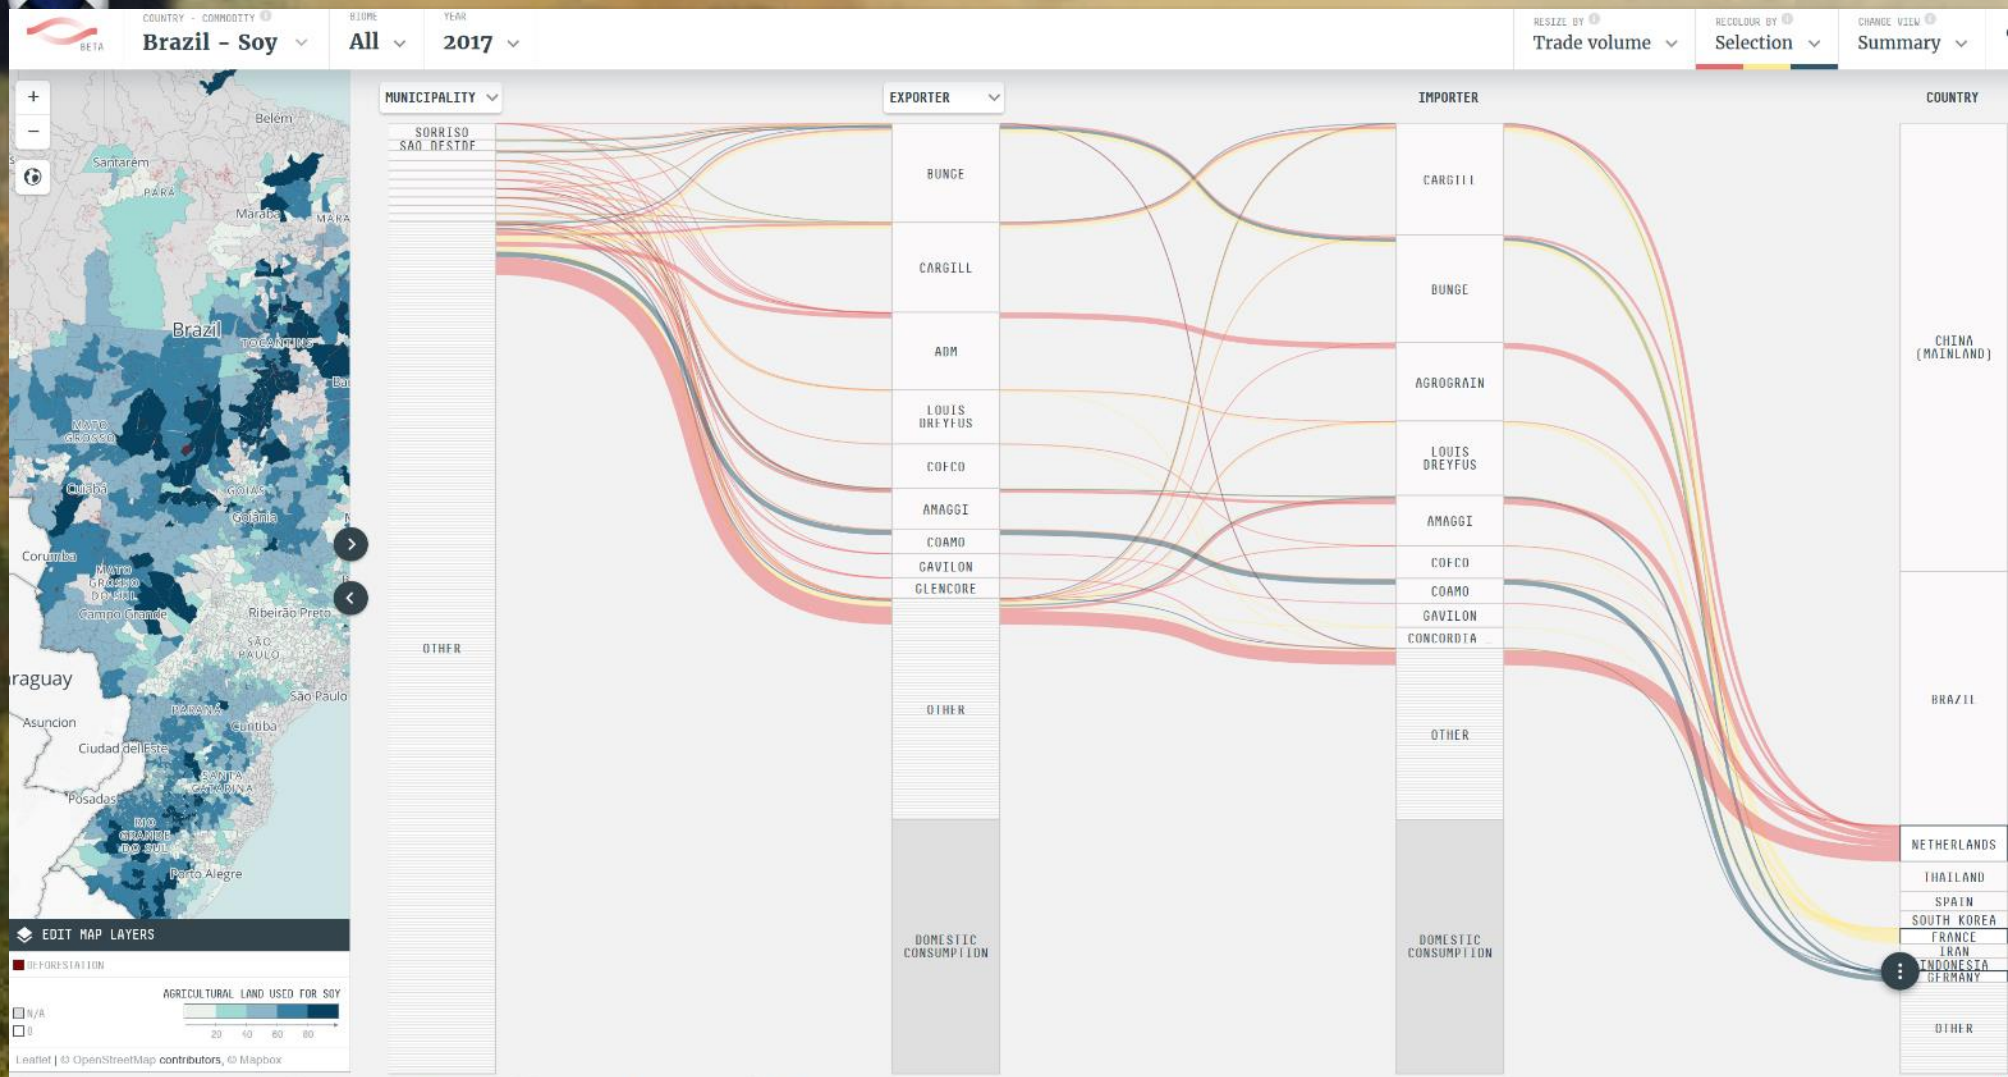 BETA
COUNTRY - COMMODITY
Brazil - Soy
BIOME
All
YEAR
2017
RESIZE BY
Trade volume
RECOLOUR BY
Selection
CHANGE VIEW
Summary
+
−
Belém
Santarém
PARÁ
Maraba
MARA
Brazil
TOCANTINS
Ba
MATO
GROSSO
Cuiabá
GOIÁS
Goiânia
Corumba
MATO
GROSSO
DO SUL
Campo Grande
Ribeirão Preto
SÃO
PAULO
São Paulo
raguay
Asuncion
PARANÁ
Curitiba
Ciudad del Este
SANTA
CATARINA
Posadas
RIO
GRANDE
DO SUL
Porto Alegre
EDIT MAP LAYERS
DEFORESTATION
AGRICULTURAL LAND USED FOR SOY
N/A
0
20 40 60 80
Leaflet | © OpenStreetMap contributors, © Mapbox
MUNICIPALITY
SORRISO
SAO DESIDE
OTHER
EXPORTER
BUNGE
CARGILL
ADM
LOUIS
DREYFUS
COFCO
AMAGGI
COAMO
GAVILON
GLENCORE
OTHER
DOMESTIC
CONSUMPTION
IMPORTER
CARGILL
BUNGE
AGROGRAIN
LOUIS
DREYFUS
AMAGGI
COFCO
COAMO
GAVILON
CONCORDIA
OTHER
DOMESTIC
CONSUMPTION
COUNTRY
CHINA
(MAINLAND)
BRAZIL
NETHERLANDS
THAILAND
SPAIN
SOUTH KOREA
FRANCE
IRAN
INDONESIA
GERMANY
OTHER